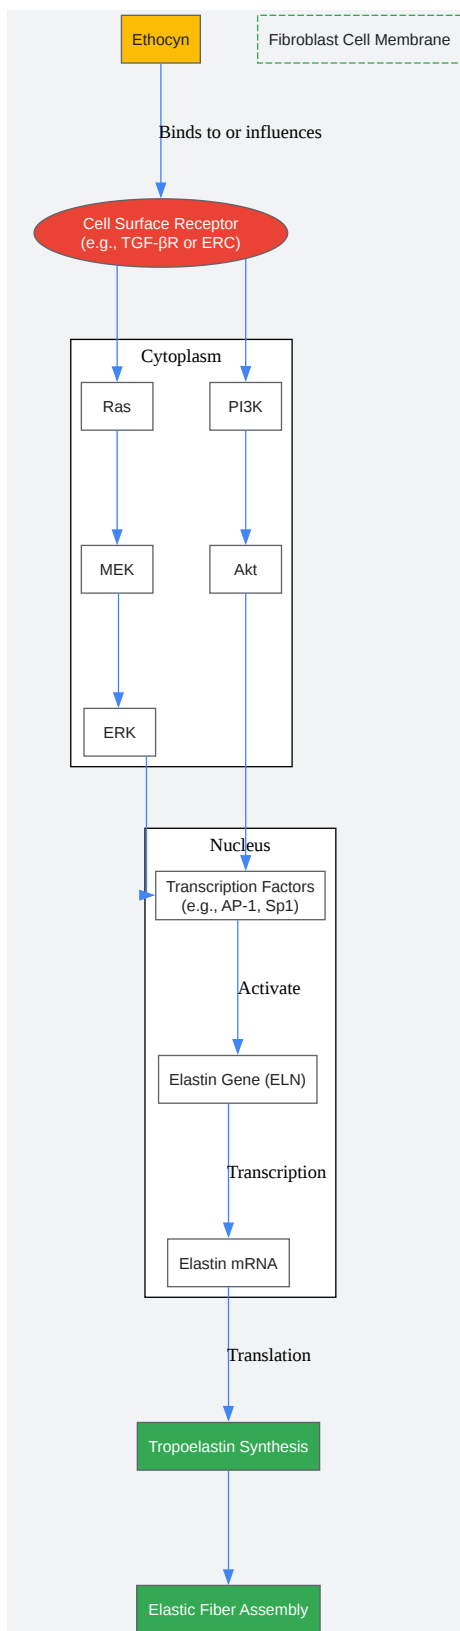 Ethocyn
Fibroblast Cell Membrane
Binds to or influences
Cell Surface Receptor
(e.g., TGF-βR or ERC)
Cytoplasm
Ras
PI3K
MEK
Akt
ERK
Nucleus
Transcription Factors
(e.g., AP-1, Sp1)
Activate
Elastin Gene (ELN)
Transcription
Elastin mRNA
Translation
Tropoelastin Synthesis
Elastic Fiber Assembly